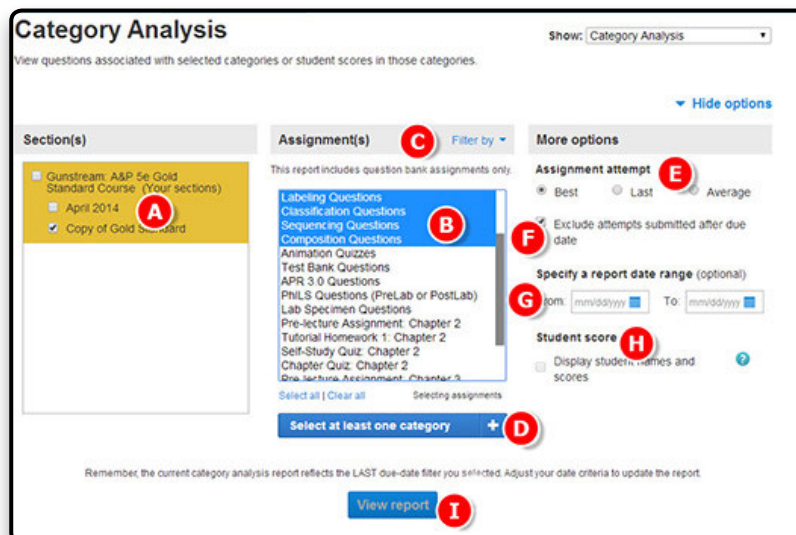 Category Analysis
Show: Category Analysis
View questions associated with selected categories or student scores in those categories.
Hide options
Section(s)
Gunstream: A&P 5e Gold
Standard Course (Your sections)
April 2014
A
Copy of Gold Standard
Assignment(s)
C
Filter by
This report includes question bank assignments only.
Labeling Questions
Classification Questions
Sequencing Questions
B
Composition Questions
Animation Quizzes
Test Bank Questions
APR 3.0 Questions
PhILS Questions (PreLab or PostLab)
Lab Specimen Questions
Pre-lecture Assignment: Chapter 2
Tutorial Homework 1: Chapter 2
Self-Study Quiz: Chapter 2
Chapter Quiz: Chapter 2
Pre-lecture Assignment: Chapter 3
Select all | Clear all
Selecting assignments
Select at least one category +
D
More options
Assignment attempt
E
Best Last Average
F
Exclude attempts submitted after due
date
Specify a report date range (optional)
G
From: mm/dd/yyyy To: mm/dd/yyyy
Student score
H
Display student names and
scores
?
Remember, the current category analysis report reflects the LAST due-date filter you selected. Adjust your date criteria to update the report.
View report
I